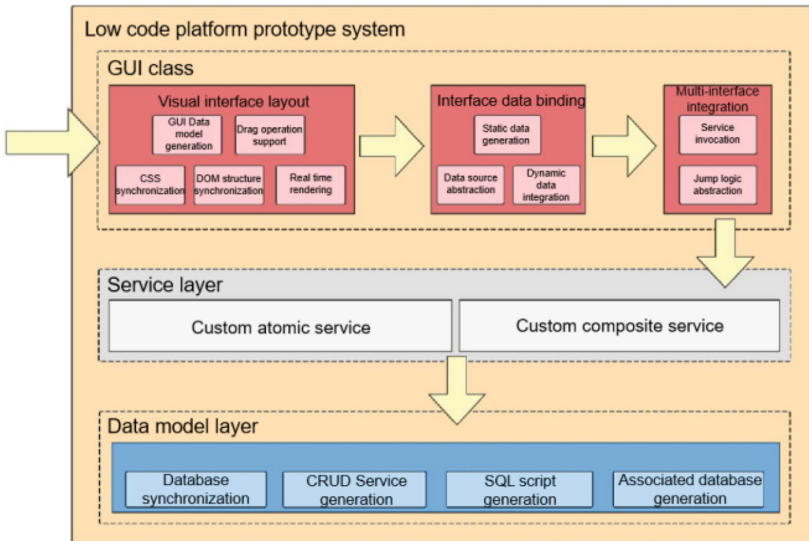 Low code platform prototype system
GUI class
Visual interface layout
GUI Data
model
generation
Drag operation
support
CSS
synchronization
DOM structure
synchronization
Real time
rendering
Interface data binding
Static data
generation
Data source
abstraction
Dynamic
data
integration
Multi-interface
integration
Service
invocation
Jump logic
abstraction
Service layer
Custom atomic service
Custom composite service
Data model layer
Database
synchronization
CRUD Service
generation
SQL script
generation
Associated database
generation